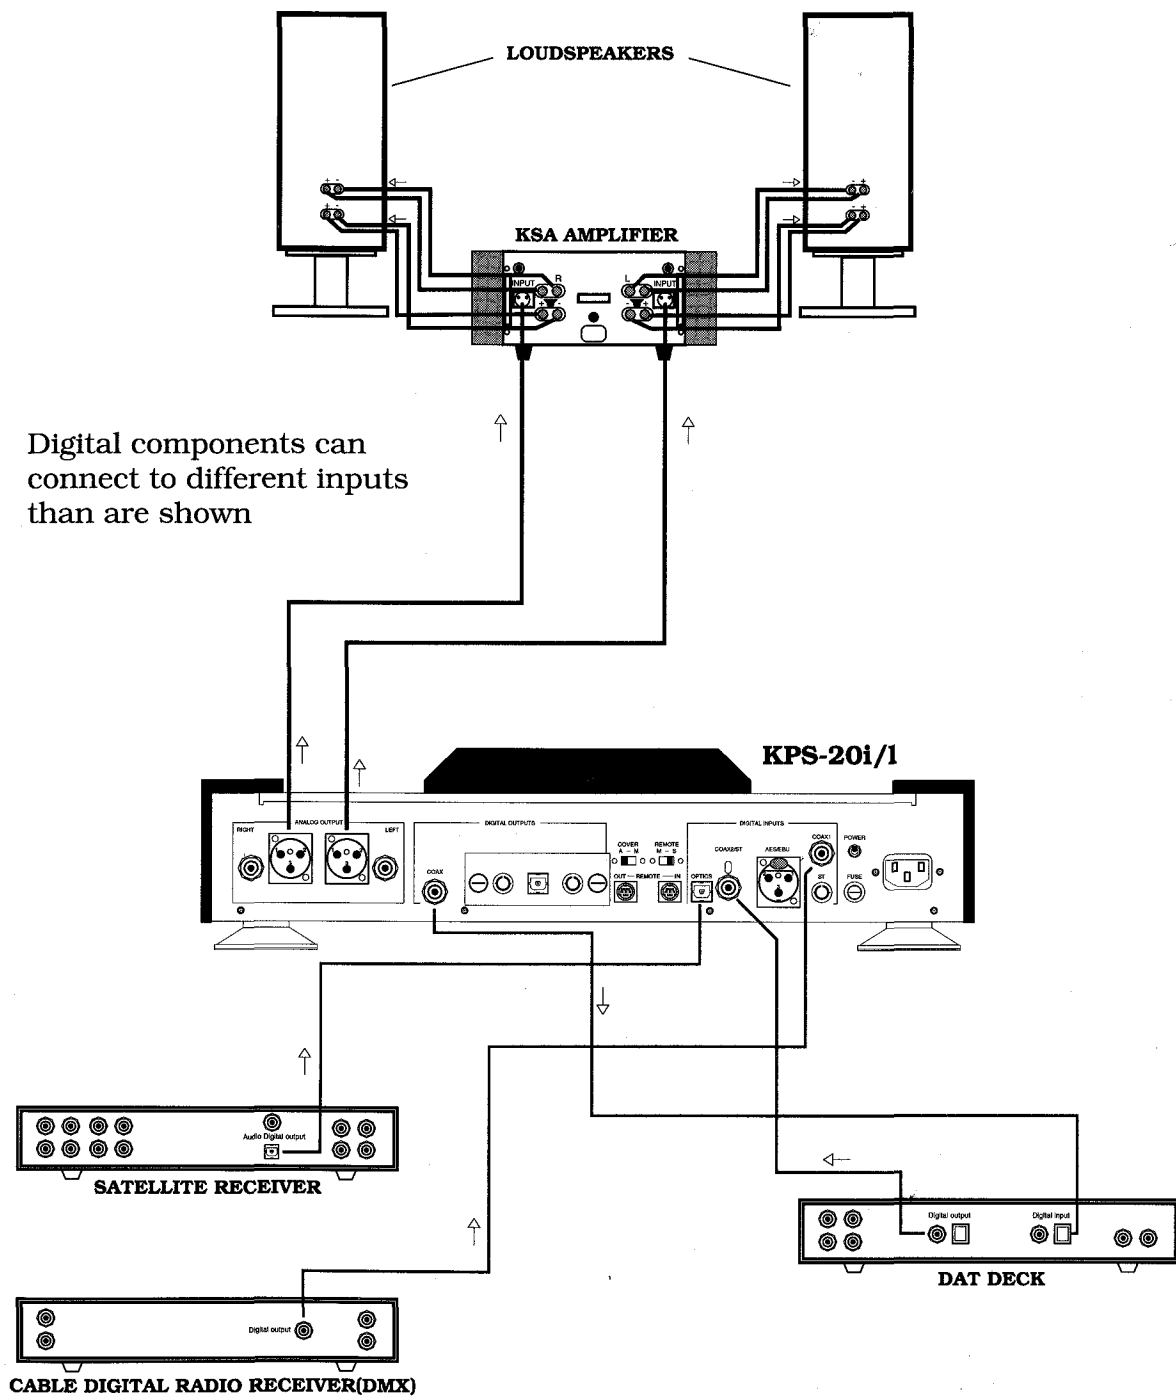 LOUDSPEAKERS
+ -
- +
+ -
- +
KSA AMPLIFIER
R
L
INPUT
INPUT
+ -
- +
Digital components can
connect to different inputs
than are shown
KPS-20i/l
RIGHT
ANALOG OUTPUT
LEFT
DIGITAL OUTPUTS
COAX
COVER
A – M
REMOTE
M – S
OUT — REMOTE — IN
DIGITAL INPUTS
OPTICS
COAX2/ST
AES/EBU
COAX1
ST
POWER
FUSE
Audio Digital output
SATELLITE RECEIVER
Digital output
Digital input
DAT DECK
Digital output
CABLE DIGITAL RADIO RECEIVER(DMX)